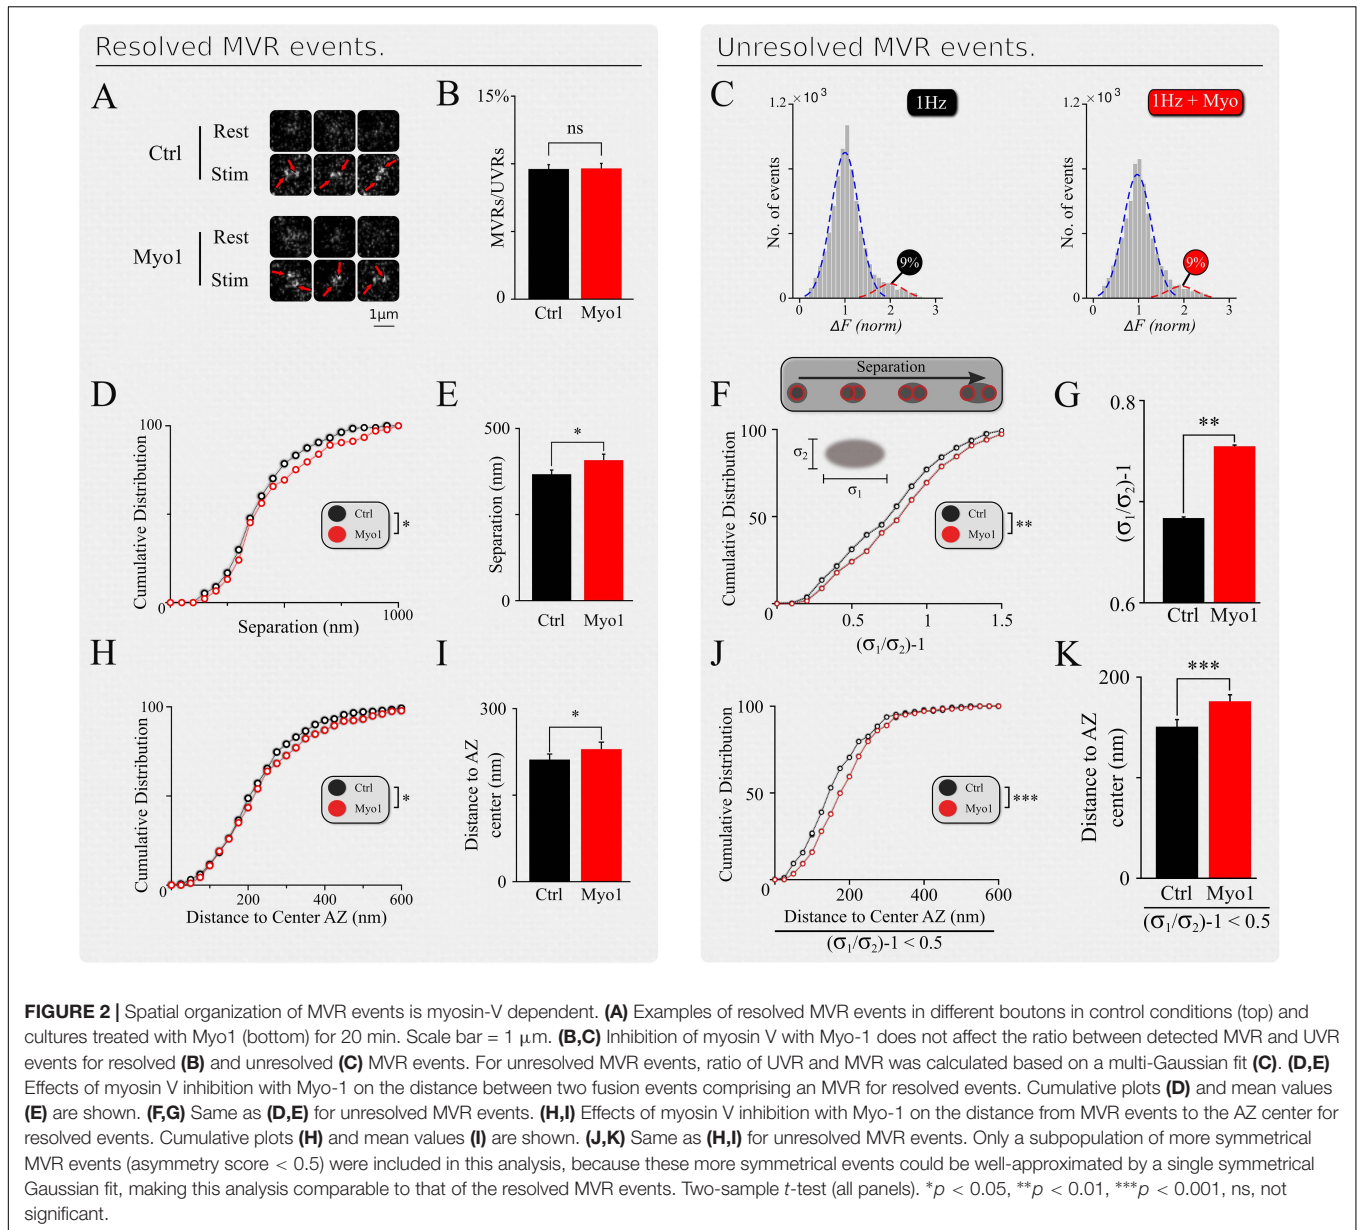 Resolved MVR events.
A
Ctrl
Rest
Stim
Myo1
Rest
Stim
1µm
B
15%
ns
MVRs/UVRs
0
Ctrl
Myo1
Unresolved MVR events.
C
1.2 ×10^3
1Hz
No. of events
9%
0
0
1
2
3
ΔF (norm)
1.2 ×10^3
1Hz + Myo
No. of events
9%
0
0
1
2
3
ΔF (norm)
D
100
Cumulative Distribution
Ctrl
Myo1
*
0
1000
Separation (nm)
E
500
*
Separation (nm)
0
Ctrl
Myo1
F
Separation
100
σ2
σ1
Cumulative Distribution
50
Ctrl
Myo1
**
0
0.5
1
1.5
(σ1/σ2)-1
G
0.8
**
(σ1/σ2)-1
0.6
Ctrl
Myo1
H
100
Cumulative Distribution
Ctrl
Myo1
*
0
200
400
600
Distance to Center AZ (nm)
I
300
*
Distance to AZ
center (nm)
0
Ctrl
Myo1
J
100
Cumulative Distribution
50
Ctrl
Myo1
***
0
200
400
600
Distance to Center AZ (nm)
(σ1/σ2)-1 < 0.5
K
200
***
Distance to AZ
center (nm)
0
Ctrl
Myo1
(σ1/σ2)-1 < 0.5
FIGURE 2 | Spatial organization of MVR events is myosin-V dependent. (A) Examples of resolved MVR events in different boutons in control conditions (top) and
cultures treated with Myo1 (bottom) for 20 min. Scale bar = 1 µm. (B,C) Inhibition of myosin V with Myo-1 does not affect the ratio between detected MVR and UVR
events for resolved (B) and unresolved (C) MVR events. For unresolved MVR events, ratio of UVR and MVR was calculated based on a multi-Gaussian fit (C). (D,E)
Effects of myosin V inhibition with Myo-1 on the distance between two fusion events comprising an MVR for resolved events. Cumulative plots (D) and mean values
(E) are shown. (F,G) Same as (D,E) for unresolved MVR events. (H,I) Effects of myosin V inhibition with Myo-1 on the distance from MVR events to the AZ center for
resolved events. Cumulative plots (H) and mean values (I) are shown. (J,K) Same as (H,I) for unresolved MVR events. Only a subpopulation of more symmetrical
MVR events (asymmetry score < 0.5) were included in this analysis, because these more symmetrical events could be well-approximated by a single symmetrical
Gaussian fit, making this analysis comparable to that of the resolved MVR events. Two-sample t-test (all panels). *p < 0.05, **p < 0.01, ***p < 0.001, ns, not
significant.